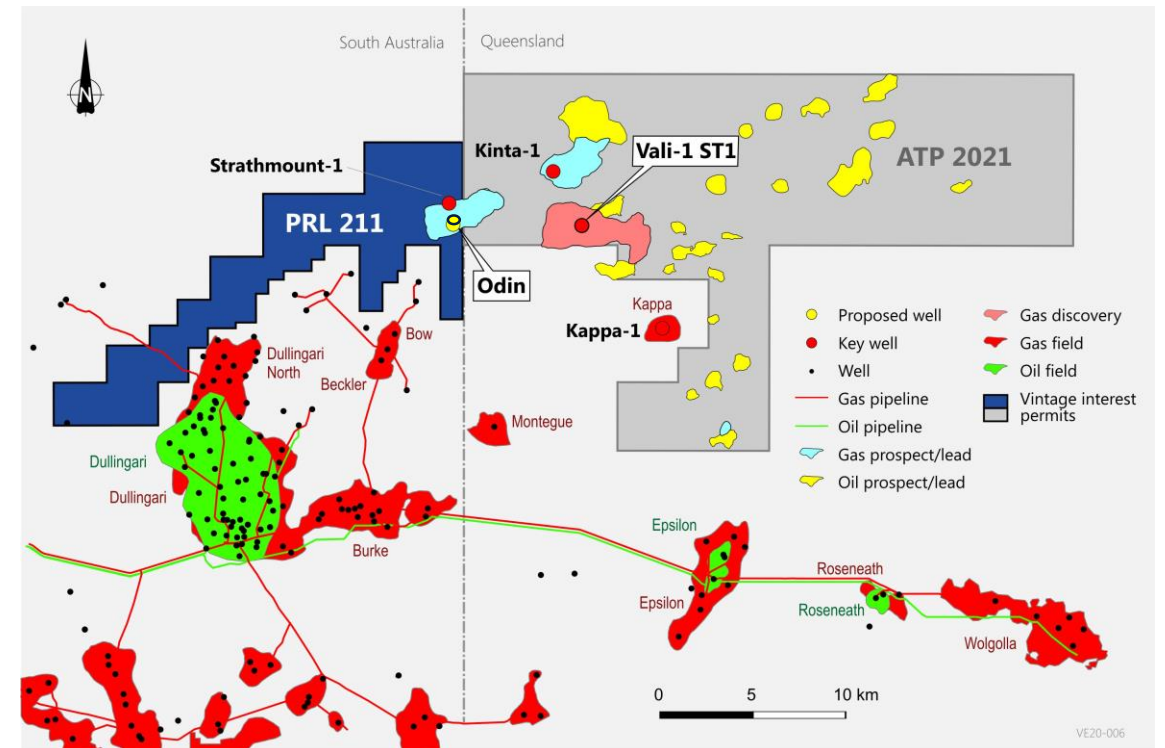 South Australia
Queensland
N
Strathmount-1
Kinta-1
Vali-1 ST1
ATP 2021
PRL 211
Odin
Kappa
Kappa-1
Bow
Dullingari
North
Beckler
Montegue
Dullingari
Dullingari
Burke
Epsilon
Epsilon
Roseneath
Roseneath
Wolgolla
Proposed well
Key well
Well
Gas pipeline
Oil pipeline
Gas prospect/lead
Oil prospect/lead
Gas discovery
Gas field
Oil field
Vintage interest
permits
0 5 10 km
VE20-006